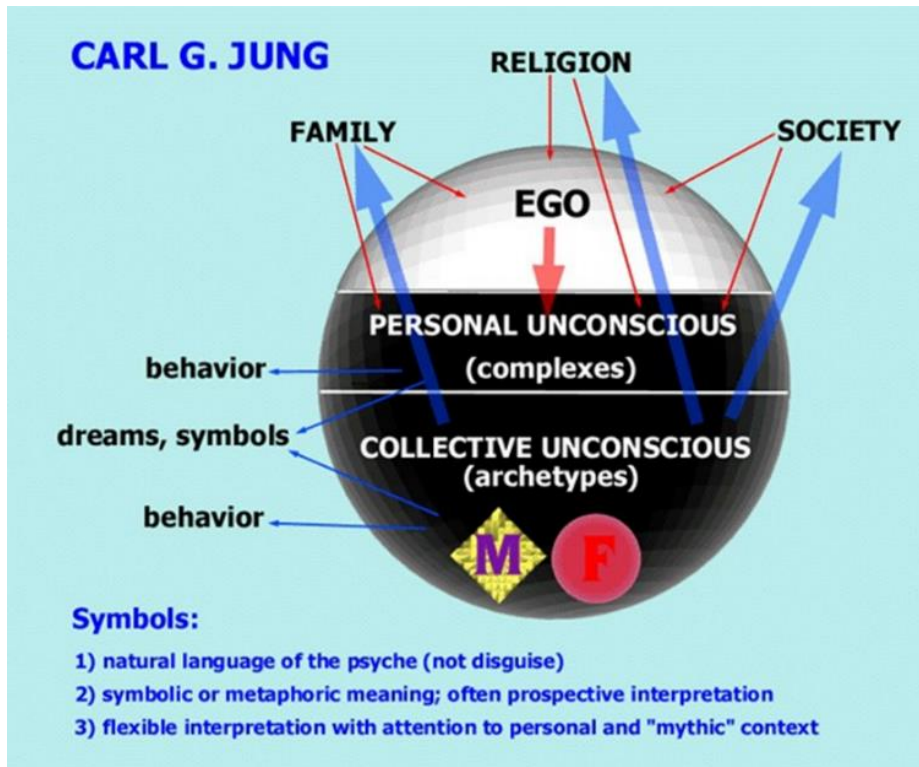 CARL G. JUNG
RELIGION
FAMILY
SOCIETY
EGO
PERSONAL UNCONSCIOUS
(complexes)
behavior
dreams, symbols
COLLECTIVE UNCONSCIOUS
(archetypes)
behavior
M
F
Symbols:
1) natural language of the psyche (not disguise)
2) symbolic or metaphoric meaning; often prospective interpretation
3) flexible interpretation with attention to personal and "mythic" context